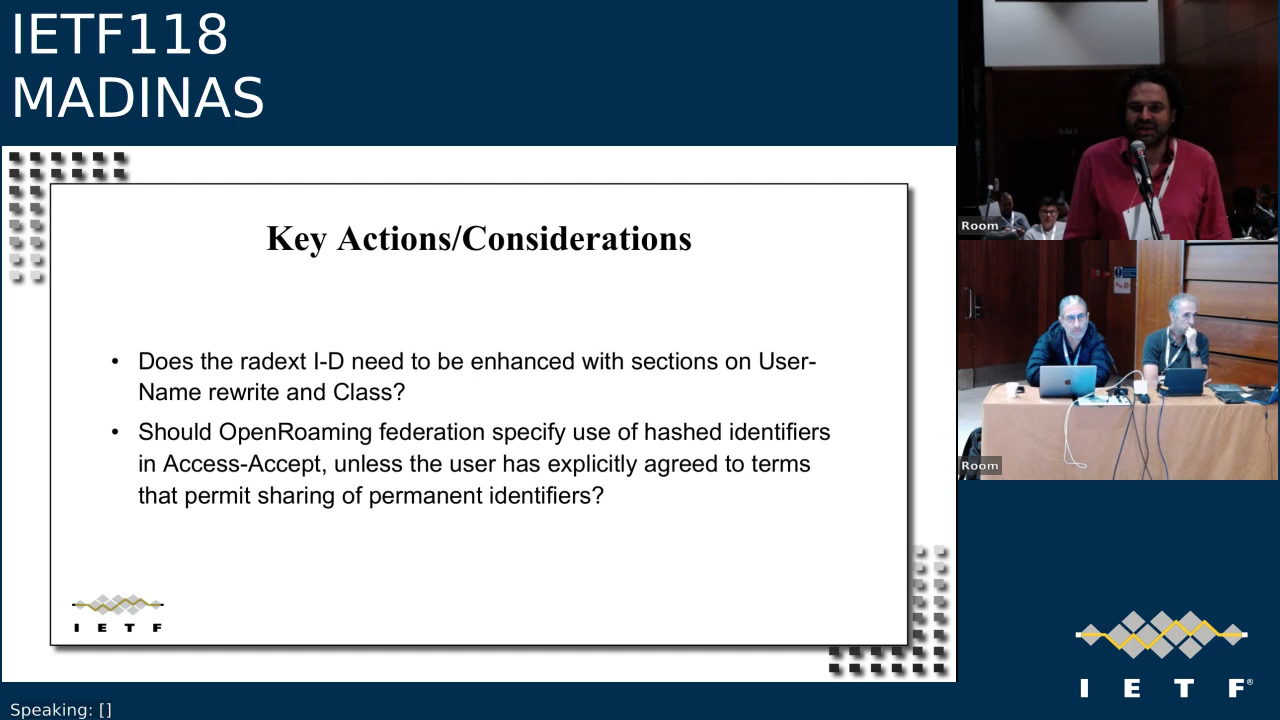 IETF118
MADINAS
Key Actions/Considerations
• Does the radext I-D need to be enhanced with sections on User-
Name rewrite and Class?
• Should OpenRoaming federation specify use of hashed identifiers
in Access-Accept, unless the user has explicitly agreed to terms
that permit sharing of permanent identifiers?
I E T F
Room
Room
I E T F®
Speaking: []